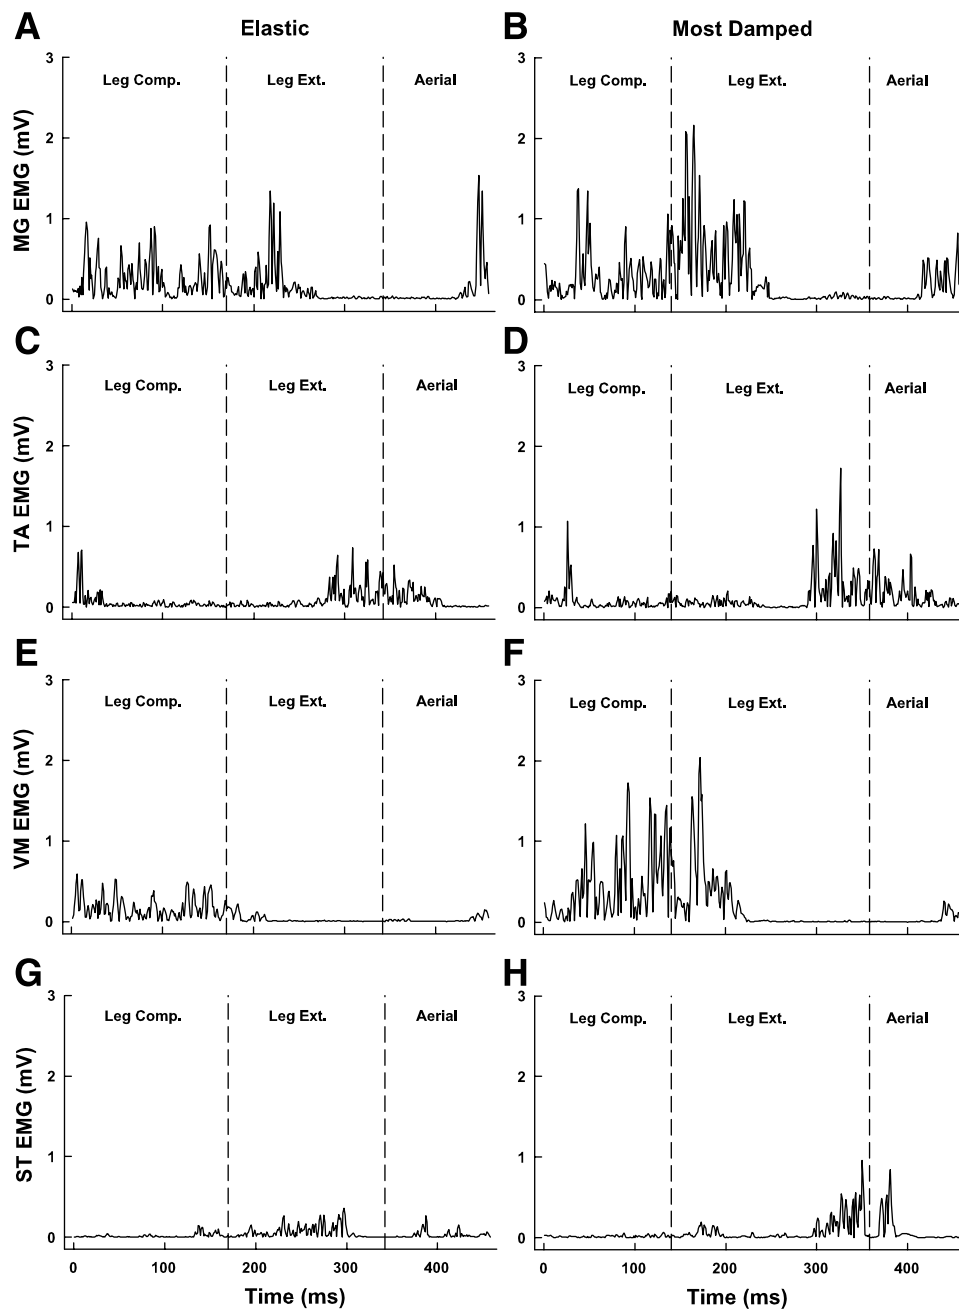 A Elastic B Most Damped
3 3
Leg Comp. Leg Ext. Aerial Leg Comp. Leg Ext. Aerial
2 2
MG EMG (mV)
1 1
0 0
C D
3 3
Leg Comp. Leg Ext. Aerial Leg Comp. Leg Ext. Aerial
2 2
TA EMG (mV)
1 1
0 0
E F
3 3
Leg Comp. Leg Ext. Aerial Leg Comp. Leg Ext. Aerial
2 2
VM EMG (mV)
1 1
0 0
G H
3 3
Leg Comp. Leg Ext. Aerial Leg Comp. Leg Ext. Aerial
2 2
ST EMG (mV)
1 1
0 0
0 100 200 300 400 0 100 200 300 400
Time (ms) Time (ms)